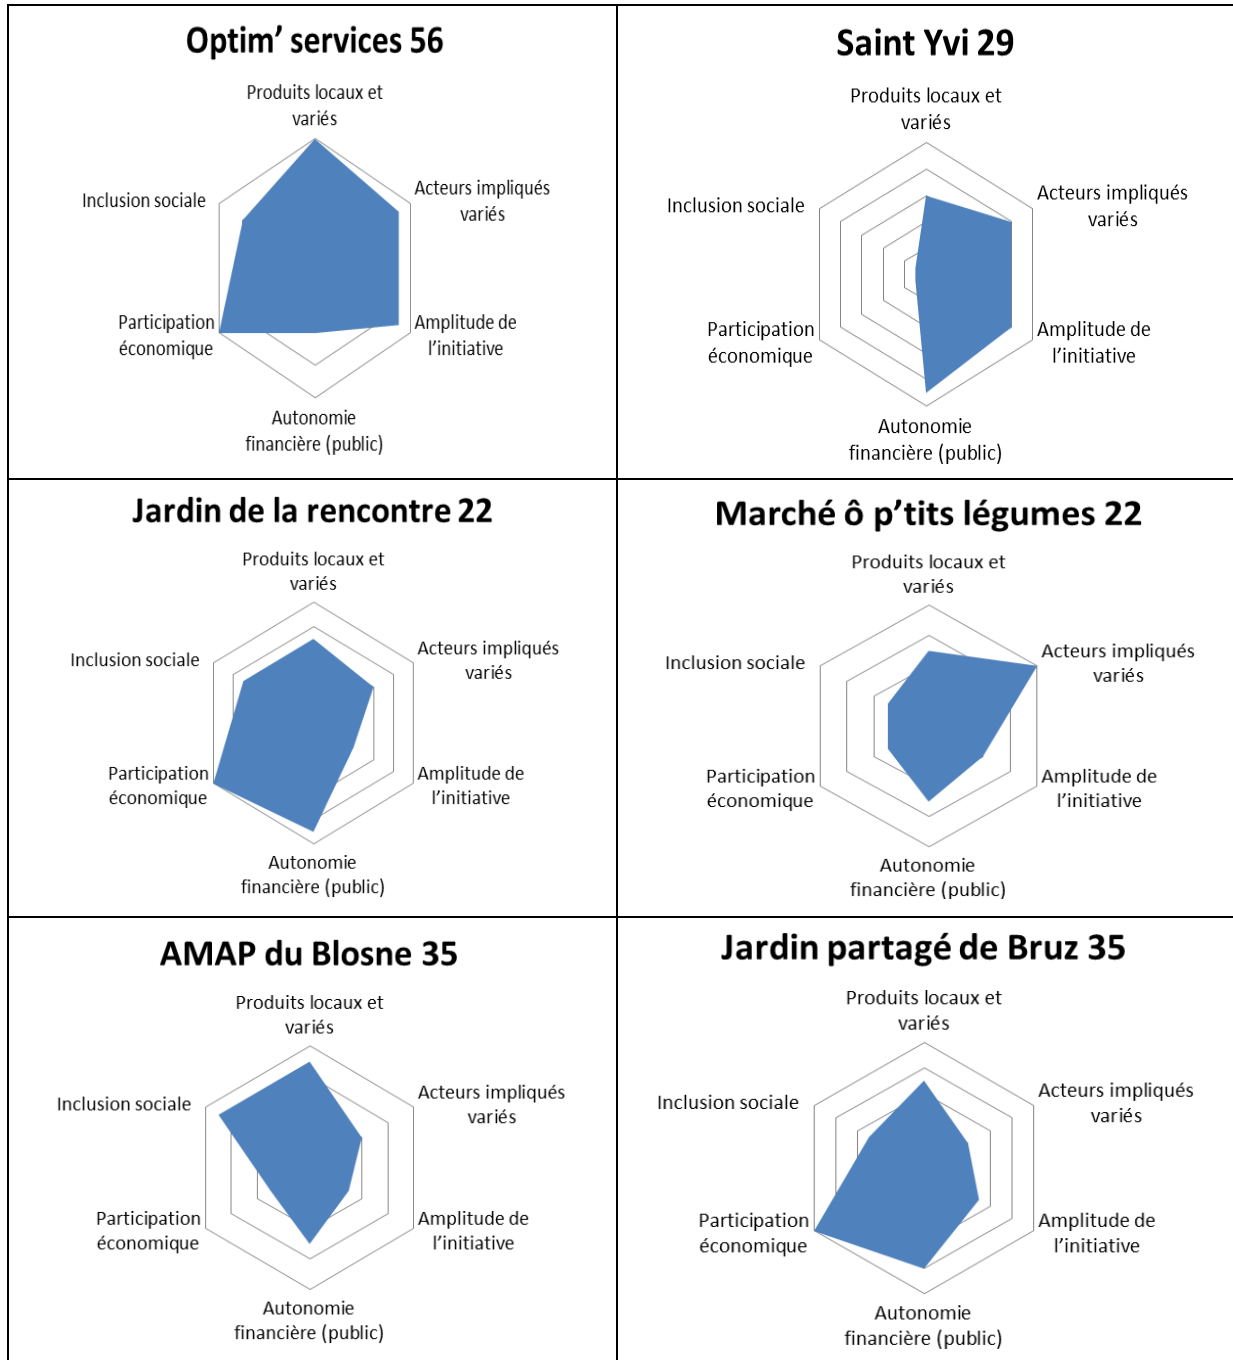 Optim’ services 56
Produits locaux et
variés
Inclusion sociale
Acteurs impliqués
variés
Participation
économique
Amplitude de
l’initiative
Autonomie
financière (public)
Saint Yvi 29
Produits locaux et
variés
Inclusion sociale
Acteurs impliqués
variés
Participation
économique
Amplitude de
l’initiative
Autonomie
financière (public)
Jardin de la rencontre 22
Produits locaux et
variés
Inclusion sociale
Acteurs impliqués
variés
Participation
économique
Amplitude de
l’initiative
Autonomie
financière (public)
Marché ô p’tits légumes 22
Produits locaux et
variés
Inclusion sociale
Acteurs impliqués
variés
Participation
économique
Amplitude de
l’initiative
Autonomie
financière (public)
AMAP du Blosne 35
Produits locaux et
variés
Inclusion sociale
Acteurs impliqués
variés
Participation
économique
Amplitude de
l’initiative
Autonomie
financière (public)
Jardin partagé de Bruz 35
Produits locaux et
variés
Inclusion sociale
Acteurs impliqués
variés
Participation
économique
Amplitude de
l’initiative
Autonomie
financière (public)